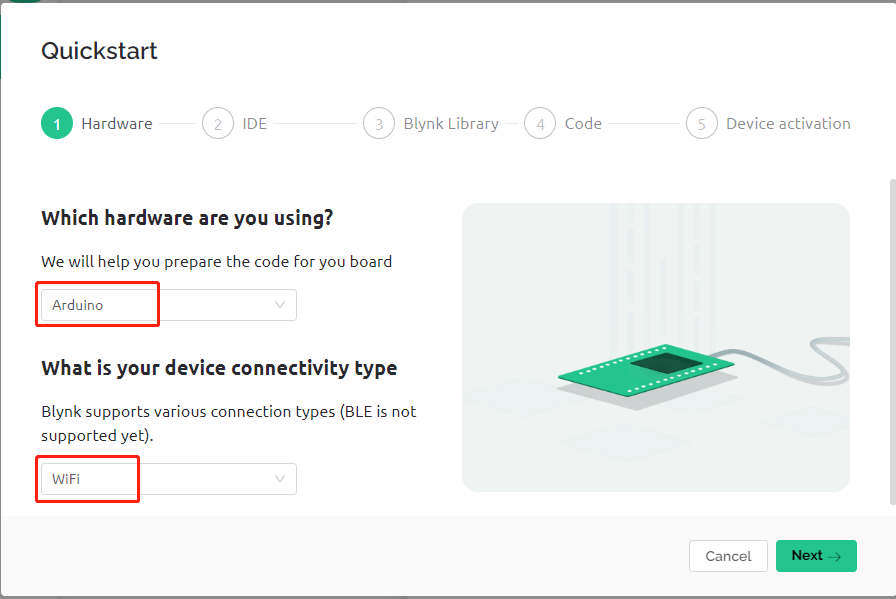 Quickstart
1 Hardware 2 IDE 3 Blynk Library 4 Code 5 Device activation
Which hardware are you using?
We will help you prepare the code for you board
Arduino
What is your device connectivity type
Blynk supports various connection types (BLE is not
supported yet).
WiFi
Cancel Next →